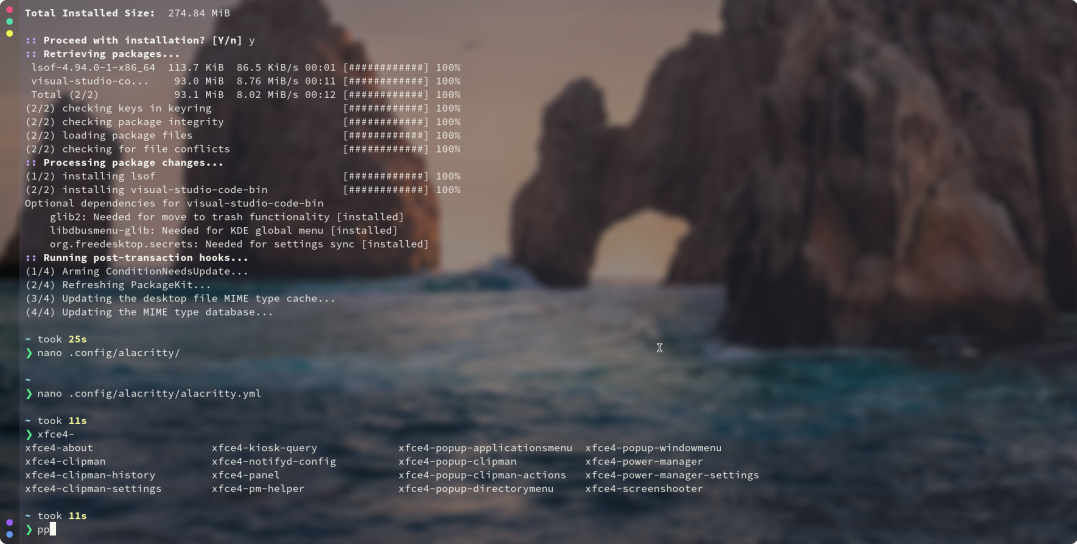 Total Installed Size:  274.84 MiB
:: Proceed with installation? [Y/n] y
:: Retrieving packages...
lsof-4.94.0-1-x86_64  113.7 KiB  86.5 KiB/s 00:01 [############] 100%
visual-studio-co...    93.0 MiB  8.76 MiB/s 00:11 [############] 100%
Total (2/2)            93.1 MiB  8.02 MiB/s 00:12 [############] 100%
(2/2) checking keys in keyring                     [############] 100%
(2/2) checking package integrity                   [############] 100%
(2/2) loading package files                        [############] 100%
(2/2) checking for file conflicts                  [############] 100%
:: Processing package changes...
(1/2) installing lsof                              [############] 100%
(2/2) installing visual-studio-code-bin            [############] 100%
Optional dependencies for visual-studio-code-bin
glib2: Needed for move to trash functionality [installed]
libdbusmenu-glib: Needed for KDE global menu [installed]
org.freedesktop.secrets: Needed for settings sync [installed]
:: Running post-transaction hooks...
(1/4) Arming ConditionNeedsUpdate...
(2/4) Refreshing PackageKit...
(3/4) Updating the desktop file MIME type cache...
(4/4) Updating the MIME type database...
~ took 25s
❯ nano .config/alacritty/
~
❯ nano .config/alacritty/alacritty.yml
~ took 11s
❯ xfce4-
xfce4-about                   xfce4-kiosk-query             xfce4-popup-applicationsmenu  xfce4-popup-windowmenu
xfce4-clipman                 xfce4-notifyd-config          xfce4-popup-clipman           xfce4-power-manager
xfce4-clipman-history         xfce4-panel                   xfce4-popup-clipman-actions   xfce4-power-manager-settings
xfce4-clipman-settings        xfce4-pm-helper               xfce4-popup-directorymenu     xfce4-screenshooter
~ took 11s
❯ pp